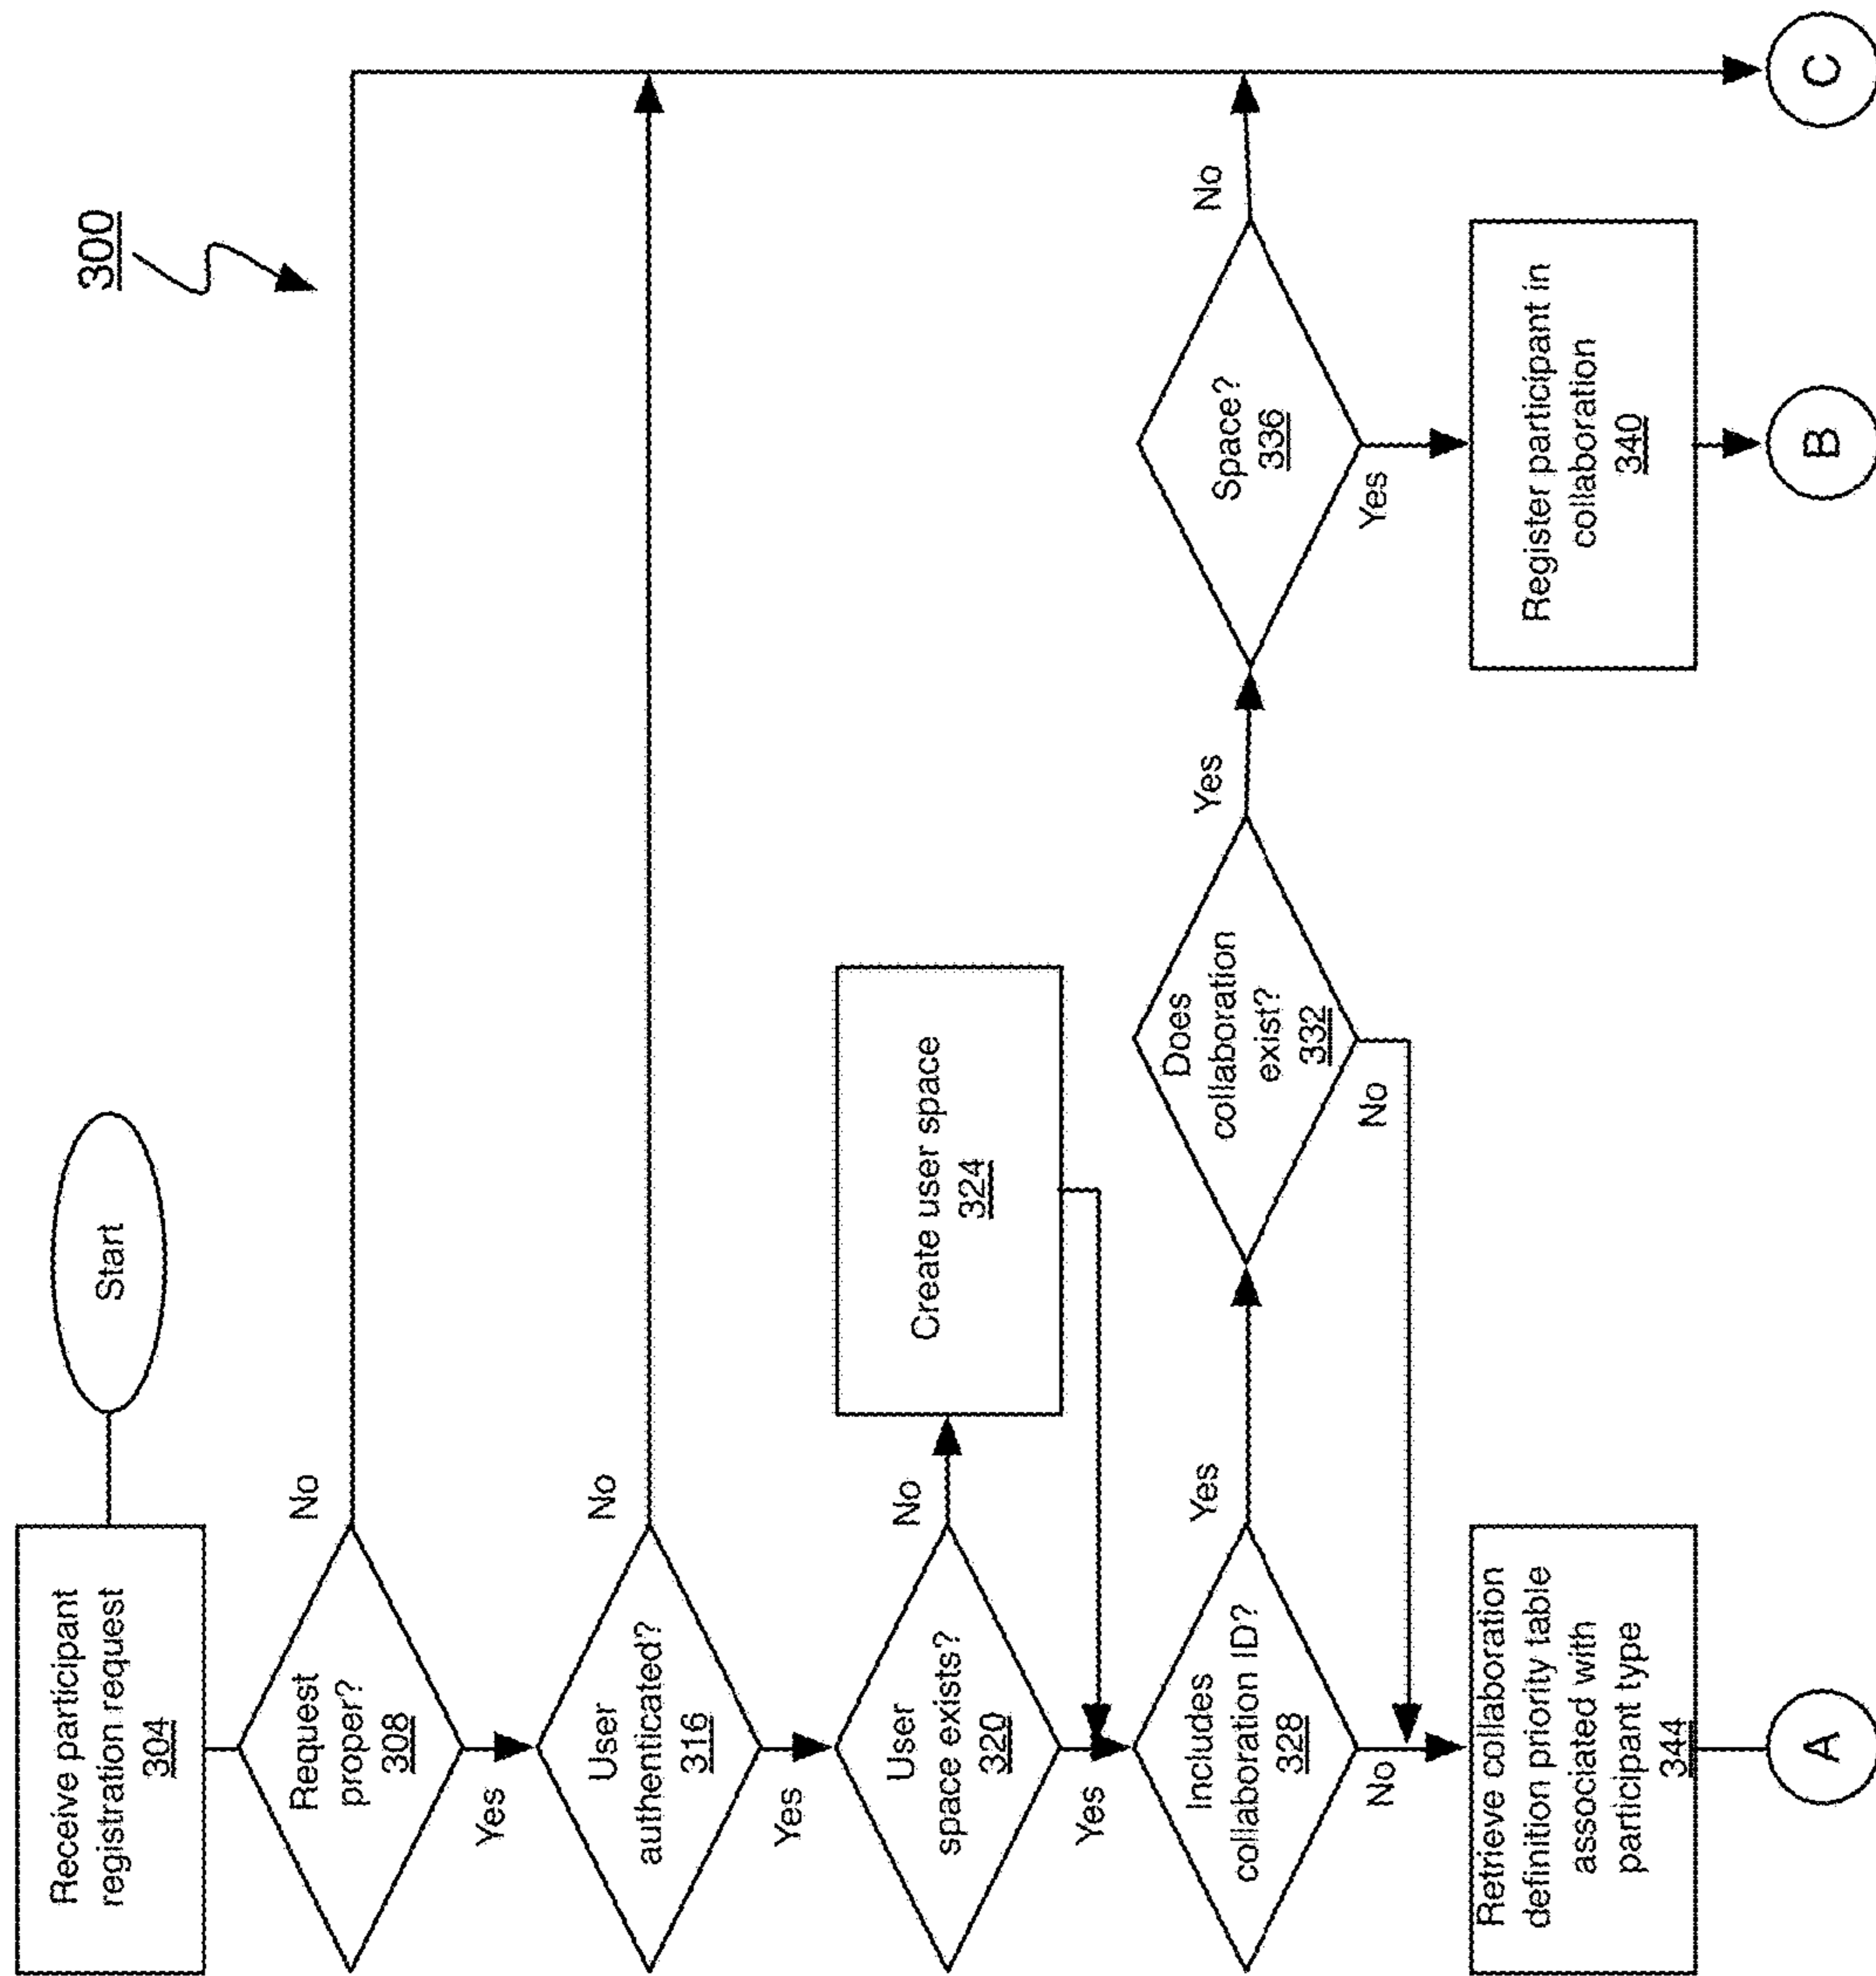 300
Start
Receive participant
registration request
304
Request
proper?
308
No
Yes
User
authenticated?
316
No
Yes
User
space exists?
320
No
Yes
Create user space
324
Includes
collaboration ID?
328
Yes
No
Does
collaboration
exist?
332
Yes
No
Space?
336
No
Yes
Register participant in
collaboration
340
Retrieve collaboration
definition priority table
associated with
participant type
344
A
B
C